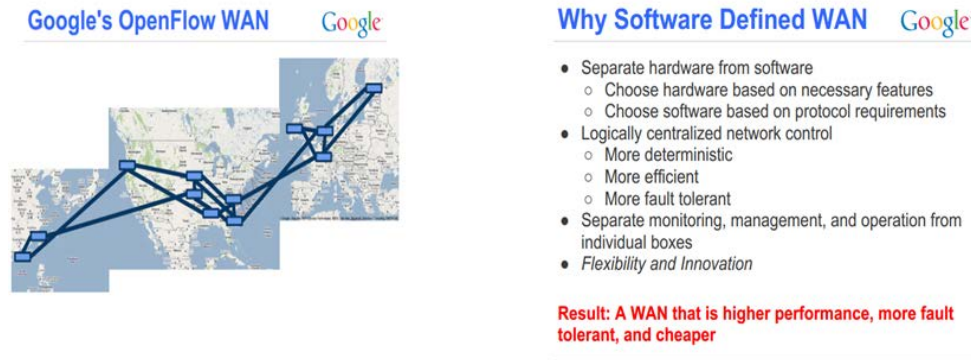 Google's OpenFlow WAN
Google
Why Software Defined WAN
Google
● Separate hardware from software
○ Choose hardware based on necessary features
○ Choose software based on protocol requirements
● Logically centralized network control
○ More deterministic
○ More efficient
○ More fault tolerant
● Separate monitoring, management, and operation from
individual boxes
● Flexibility and Innovation
Result: A WAN that is higher performance, more fault
tolerant, and cheaper